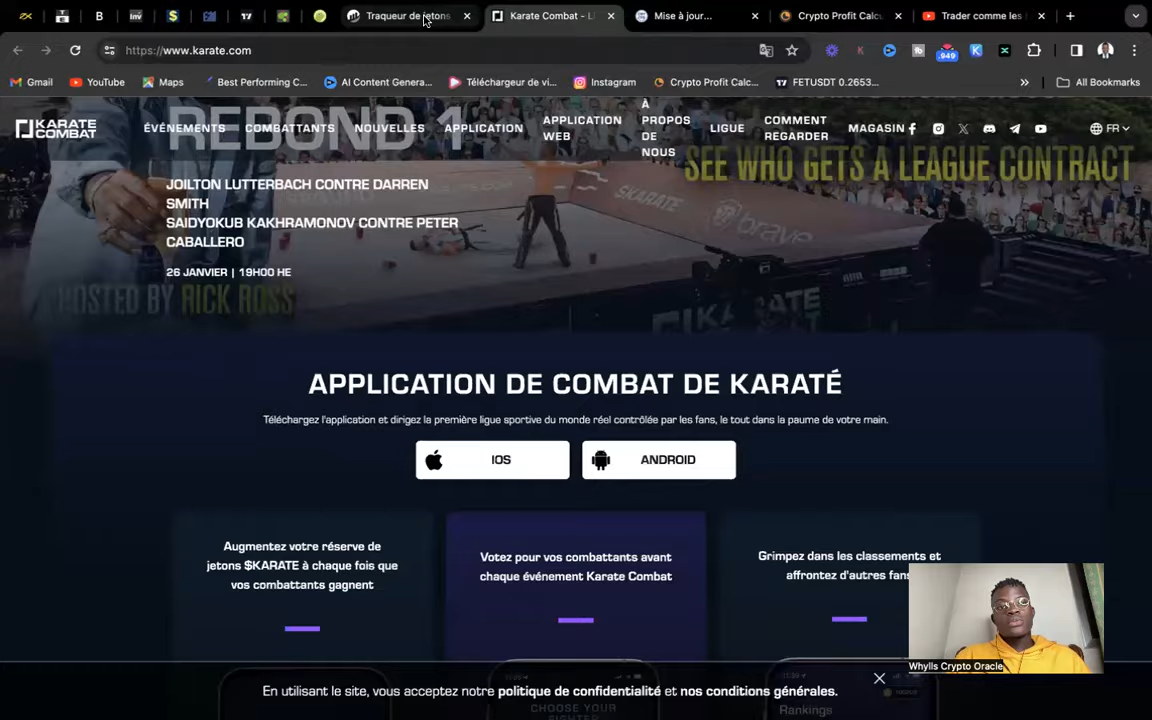 Traqueur de jetons
Karate Combat - L
Mise à jour…
Crypto Profit Calc
Trader comme les
https://www.karate.com
.949
Gmail
YouTube
Maps
Best Performing C...
AI Content Genera...
Téléchargeur de vi...
Instagram
Crypto Profit Calc...
FETUSDT 0.2653...
All Bookmarks
KARATE
COMBAT
ÉVÉNEMENTS
COMBATTANTS
NOUVELLES
APPLICATION
APPLICATION
WEB
À
PROPOS
DE
NOUS
LIGUE
COMMENT
REGARDER
MAGASIN
FR
REBOND 1
SEE WHO GETS A LEAGUE CONTRACT
JOILTON LUTTERBACH CONTRE DARREN
SMITH
SAIDYOKUB KAKHRAMONOV CONTRE PETER
CABALLERO
26 JANVIER | 19H00 HE
HOSTED BY RICK ROSS
$KARATE
brave
KARATE
APPLICATION DE COMBAT DE KARATÉ
Téléchargez l'application et dirigez la première ligue sportive du monde réel contrôlée par les fans, le tout dans la paume de votre main.
IOS
ANDROID
Augmentez votre réserve de
jetons $KARATE à chaque fois que
vos combattants gagnent
Votez pour vos combattants avant
chaque événement Karate Combat
Grimpez dans les classements et
affrontez d'autres fans
Whylls Crypto Oracle
En utilisant le site, vous acceptez notre politique de confidentialité et nos conditions générales.
CHOOSE YOUR
FIGHTER
Rankings